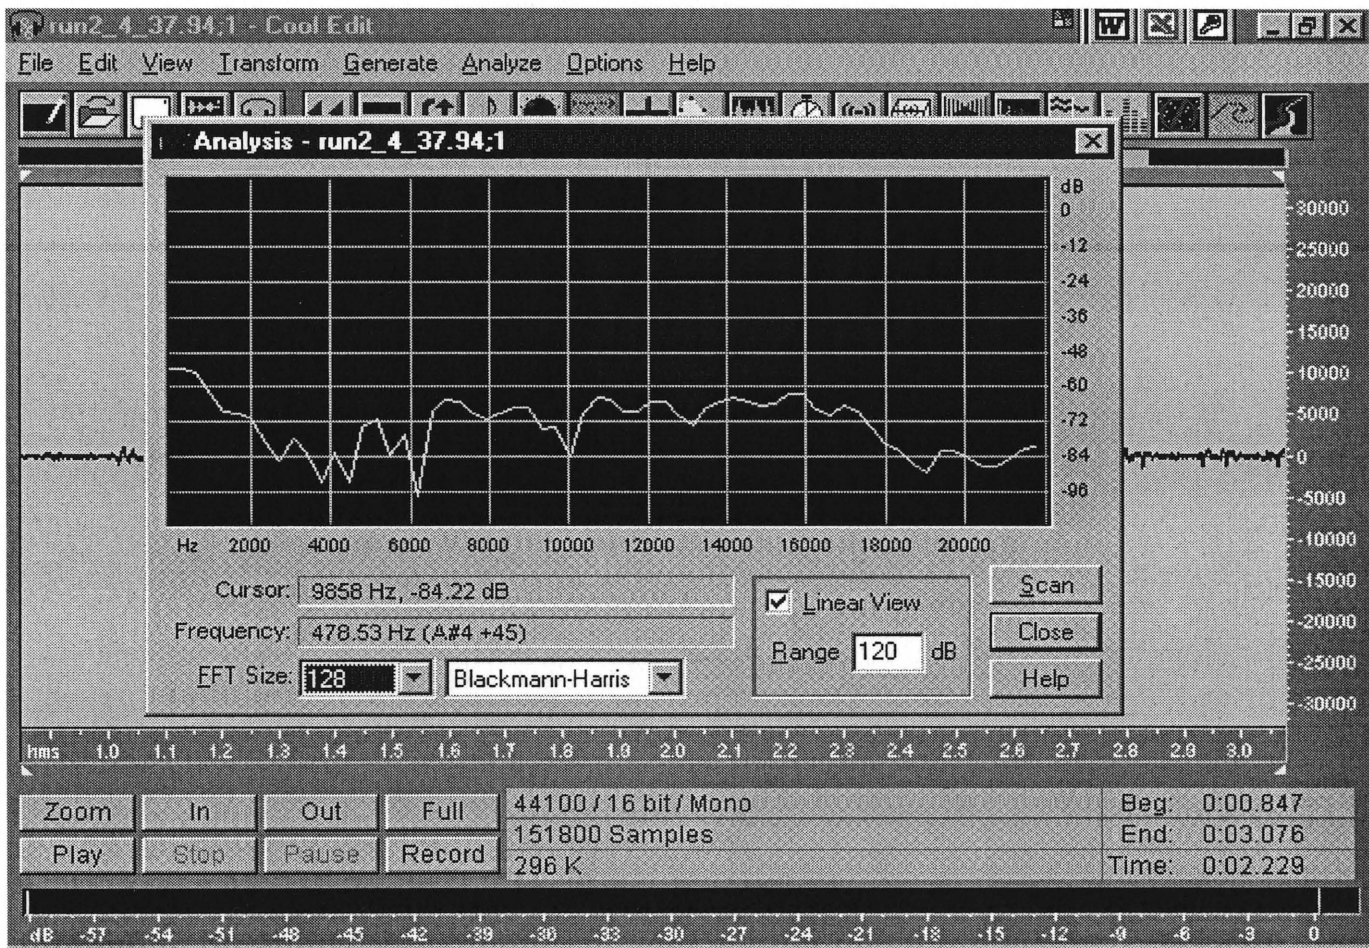 run2_4_37.94;1 - Cool Edit
File Edit View Transform Generate Analyze Options Help
Analysis - run2_4_37.94;1
dB
0
-12
-24
-36
-48
-60
-72
-84
-96
Hz 2000 4000 6000 8000 10000 12000 14000 16000 18000 20000
Cursor: 9858 Hz, -84.22 dB
Frequency: 478.53 Hz (A#4 +45)
FFT Size: 128 Blackmann-Harris
Linear View
Range 120 dB
Scan
Close
Help
30000
25000
20000
15000
10000
5000
0
-5000
-10000
-15000
-20000
-25000
-30000
hms 1.0 1.1 1.2 1.3 1.4 1.5 1.6 1.7 1.8 1.9 2.0 2.1 2.2 2.3 2.4 2.5 2.6 2.7 2.8 2.9 3.0
Zoom In Out Full
Play Stop Pause Record
44100 / 16 bit / Mono
151800 Samples
296 K
Beg: 0:00.847
End: 0:03.076
Time: 0:02.229
dB -57 -54 -51 -48 -45 -42 -39 -36 -33 -30 -27 -24 -21 -18 -15 -12 -9 -6 -3 0